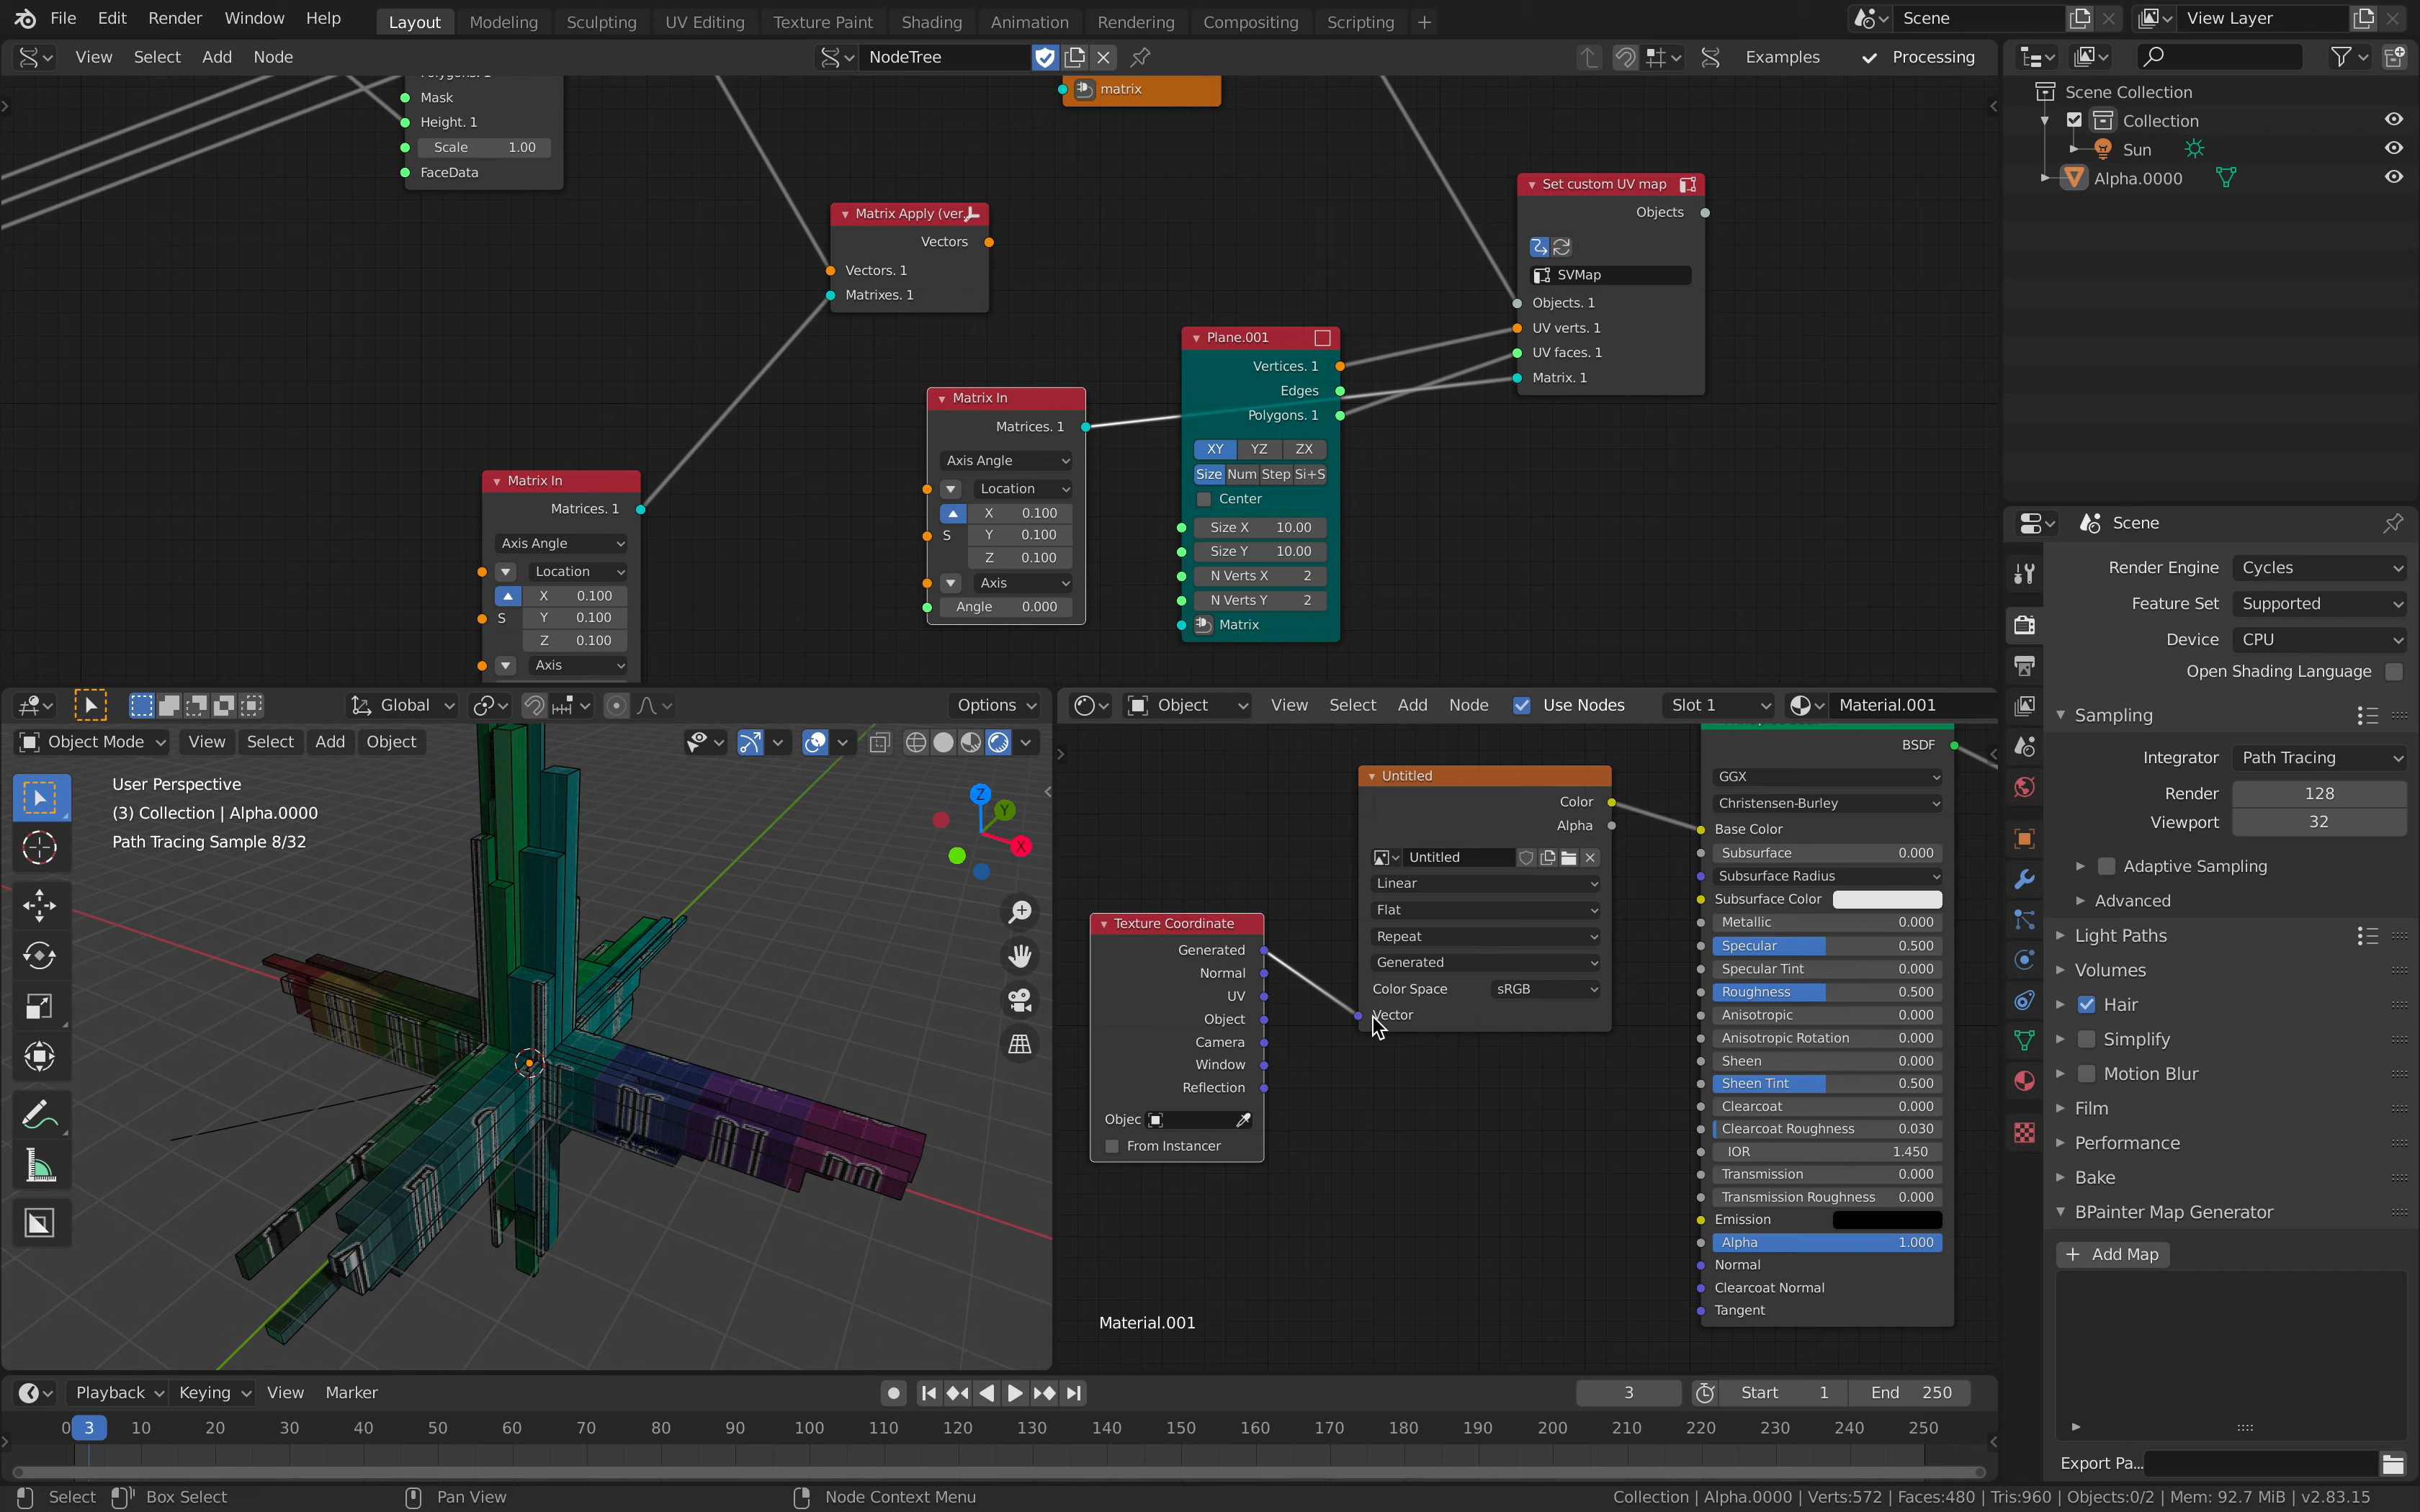 File Edit Render Window Help Layout Modeling Sculpting UV Editing Texture Paint Shading Animation Rendering Compositing Scripting + Scene View Layer
View Select Add Node NodeTree Examples Processing
Mask
Height. 1
Scale 1.00
FaceData
matrix
Matrix Apply (ver
Vectors
Vectors. 1
Matrixes. 1
Set custom UV map
Objects
SVMap
Objects. 1
UV verts. 1
UV faces. 1
Matrix. 1
Plane.001
Vertices. 1
Edges
Polygons. 1
XY YZ ZX
Size Num Step Si+S
Center
Size X 10.00
Size Y 10.00
N Verts X 2
N Verts Y 2
Matrix
Matrix In
Matrices. 1
Axis Angle
Location
X 0.100
S Y 0.100
Z 0.100
Axis
Angle 0.000
Matrix In
Matrices. 1
Axis Angle
Location
X 0.100
S Y 0.100
Z 0.100
Axis
Scene Collection
Collection
Sun
Alpha.0000
Scene
Render Engine Cycles
Feature Set Supported
Device CPU
Open Shading Language
Sampling
Integrator Path Tracing
Render 128
Viewport 32
Adaptive Sampling
Advanced
Light Paths
Volumes
Hair
Simplify
Motion Blur
Film
Performance
Bake
BPainter Map Generator
+ Add Map
Export Pa...
Global Options
Object Mode View Select Add Object
User Perspective
(3) Collection | Alpha.0000
Path Tracing Sample 8/32
Z
Y
X
Object View Select Add Node Use Nodes Slot 1 Material.001
Untitled
Color
Alpha
Untitled
Linear
Flat
Repeat
Generated
Color Space sRGB
Vector
Texture Coordinate
Generated
Normal
UV
Object
Camera
Window
Reflection
Objec
From Instancer
BSDF
GGX
Christensen-Burley
Base Color
Subsurface 0.000
Subsurface Radius
Subsurface Color
Metallic 0.000
Specular 0.500
Specular Tint 0.000
Roughness 0.500
Anisotropic 0.000
Anisotropic Rotation 0.000
Sheen 0.000
Sheen Tint 0.500
Clearcoat 0.000
Clearcoat Roughness 0.030
IOR 1.450
Transmission 0.000
Transmission Roughness 0.000
Emission
Alpha 1.000
Normal
Clearcoat Normal
Tangent
Material.001
Playback Keying View Marker 3 Start 1 End 250
0 3 10 20 30 40 50 60 70 80 90 100 110 120 130 140 150 160 170 180 190 200 210 220 230 240 250
Select Box Select Pan View Node Context Menu Collection | Alpha.0000 | Verts:572 | Faces:480 | Tris:960 | Objects:0/2 | Mem: 92.7 MiB | v2.83.15